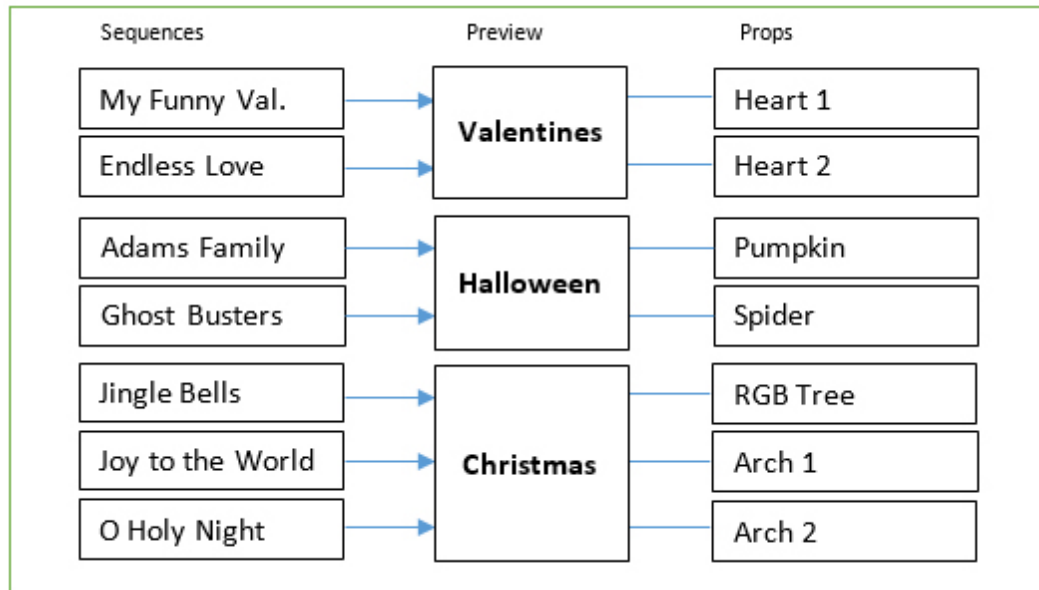 Sequences Preview Props
My Funny Val. Valentines Heart 1
Endless Love Heart 2
Adams Family Halloween Pumpkin
Ghost Busters Spider
Jingle Bells RGB Tree
Joy to the World Christmas Arch 1
O Holy Night Arch 2